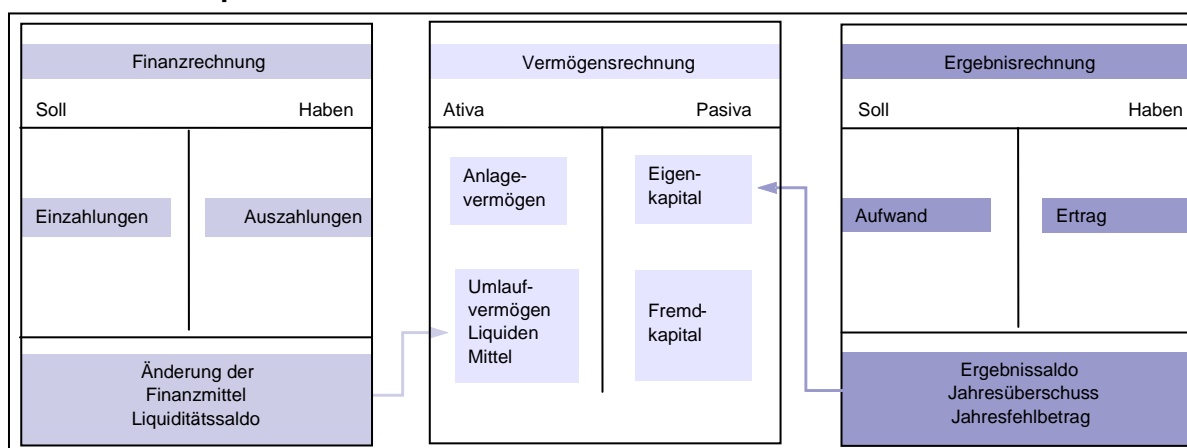 Finanzrechnung
Soll Haben
Einzahlungen Auszahlungen
Änderung der
Finanzmittel
Liquiditätssaldo
Vermögensrechnung
Ativa Pasiva
Anlage-
vermögen
Eigen-
kapital
Umlauf-
vermögen
Liquiden
Mittel
Fremd-
kapital
Ergebnisrechnung
Soll Haben
Aufwand Ertrag
Ergebnissaldo
Jahresüberschuss
Jahresfehlbetrag